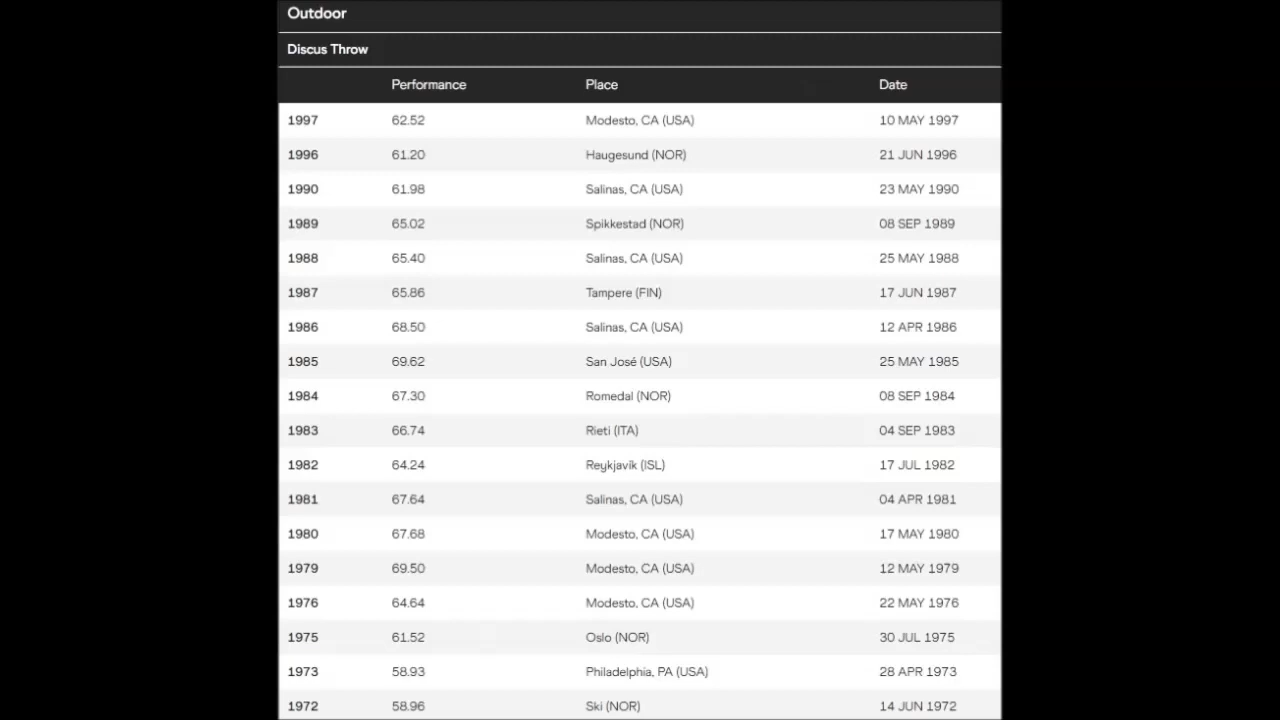 Outdoor
Discus Throw
Performance Place Date
1997 62.52 Modesto, CA (USA) 10 MAY 1997
1996 61.20 Haugesund (NOR) 21 JUN 1996
1990 61.98 Salinas, CA (USA) 23 MAY 1990
1989 65.02 Spikkestad (NOR) 08 SEP 1989
1988 65.40 Salinas, CA (USA) 25 MAY 1988
1987 65.86 Tampere (FIN) 17 JUN 1987
1986 68.50 Salinas, CA (USA) 12 APR 1986
1985 69.62 San José (USA) 25 MAY 1985
1984 67.30 Romedal (NOR) 08 SEP 1984
1983 66.74 Rieti (ITA) 04 SEP 1983
1982 64.24 Reykjavík (ISL) 17 JUL 1982
1981 67.64 Salinas, CA (USA) 04 APR 1981
1980 67.68 Modesto, CA (USA) 17 MAY 1980
1979 69.50 Modesto, CA (USA) 12 MAY 1979
1976 64.64 Modesto, CA (USA) 22 MAY 1976
1975 61.52 Oslo (NOR) 30 JUL 1975
1973 58.93 Philadelphia, PA (USA) 28 APR 1973
1972 58.96 Ski (NOR) 14 JUN 1972